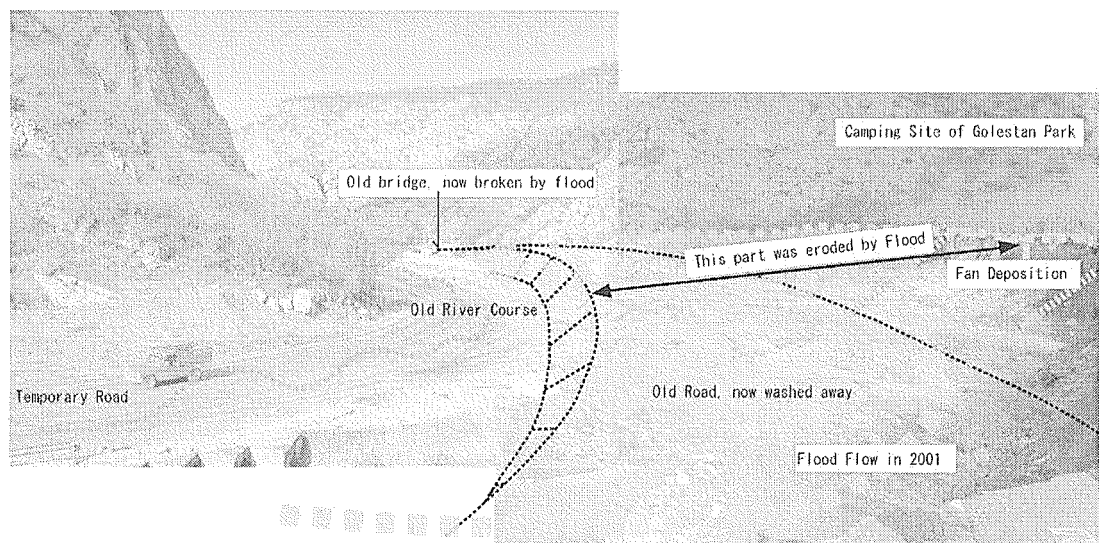 Camping Site of Golestan Park
Old bridge, now broken by flood
This part was eroded by Flood
Fan Deposition
Old River Course
Temporary Road
Old Road, now washed away
Flood Flow in 2001